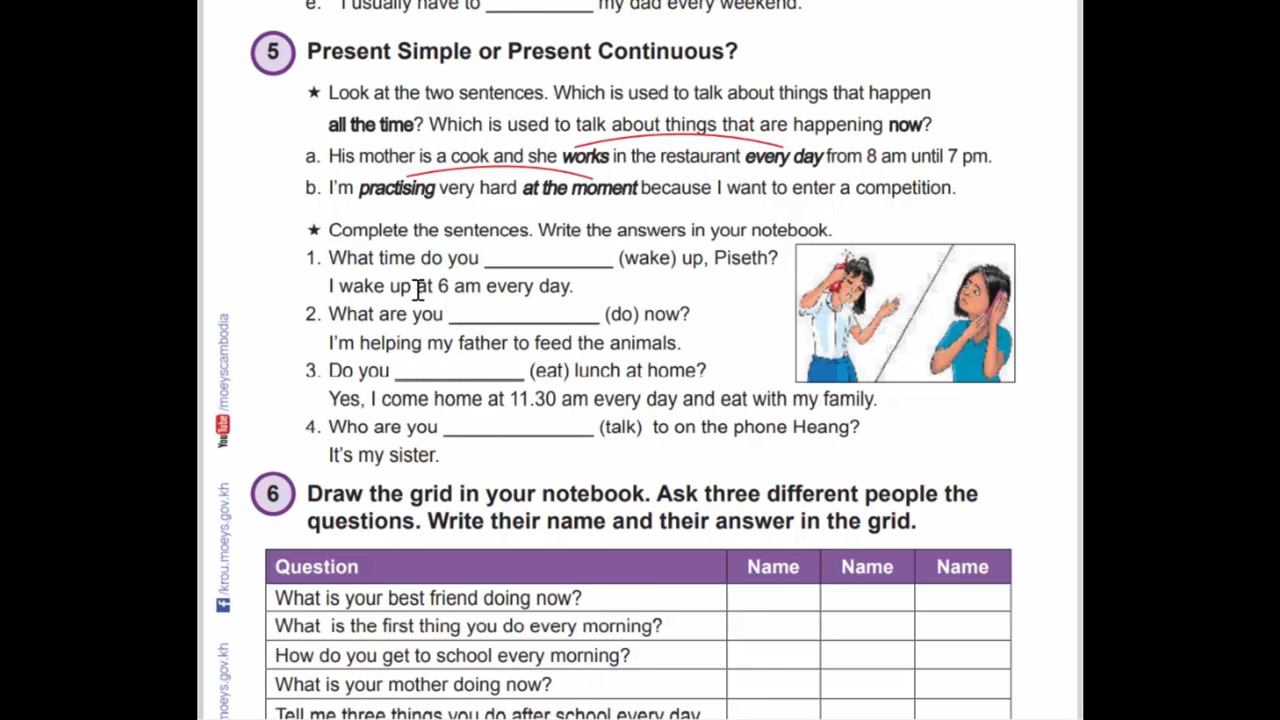 e. I usually have to ___________ my dad every weekend.
5 Present Simple or Present Continuous?
★ Look at the two sentences. Which is used to talk about things that happen
all the time? Which is used to talk about things that are happening now?
a. His mother is a cook and she works in the restaurant every day from 8 am until 7 pm.
b. I'm practising very hard at the moment because I want to enter a competition.
★ Complete the sentences. Write the answers in your notebook.
1. What time do you _____________ (wake) up, Piseth?
I wake up at 6 am every day.
2. What are you _______________ (do) now?
I'm helping my father to feed the animals.
3. Do you _____________ (eat) lunch at home?
Yes, I come home at 11.30 am every day and eat with my family.
4. Who are you _______________ (talk) to on the phone Heang?
It's my sister.
6 Draw the grid in your notebook. Ask three different people the
questions. Write their name and their answer in the grid.
Question Name Name Name
What is your best friend doing now?
What is the first thing you do every morning?
How do you get to school every morning?
What is your mother doing now?
Tell me three things you do after school every day
YouTube /moeyscambodia
f /krou.moeys.gov.kh
moeys.gov.kh